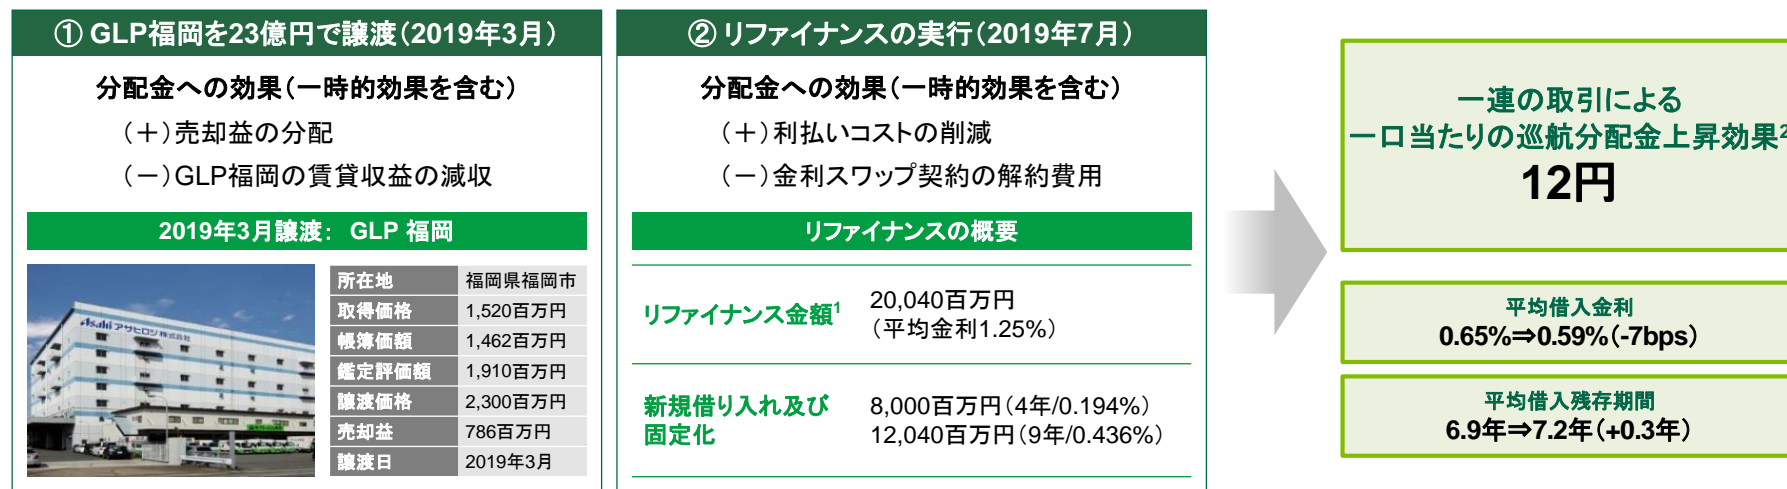 ① GLP福岡を23億円で譲渡(2019年3月)
分配金への効果(一時的効果を含む)
(+)売却益の分配
(-)GLP福岡の賃貸収益の減収
2019年3月譲渡: GLP 福岡
Asahi アサヒロジ株式会社
所在地 福岡県福岡市
取得価格 1,520百万円
帳簿価額 1,462百万円
鑑定評価額 1,910百万円
譲渡価格 2,300百万円
売却益 786百万円
譲渡日 2019年3月
② リファイナンスの実行(2019年7月)
分配金への効果(一時的効果を含む)
(+)利払いコストの削減
(-)金利スワップ契約の解約費用
リファイナンスの概要
リファイナンス金額1 20,040百万円
(平均金利1.25%)
新規借り入れ及び 8,000百万円(4年/0.194%)
固定化 12,040百万円(9年/0.436%)
一連の取引による
一口当たりの巡航分配金上昇効果2
12円
平均借入金利
0.65%⇒0.59%(-7bps)
平均借入残存期間
6.9年⇒7.2年(+0.3年)